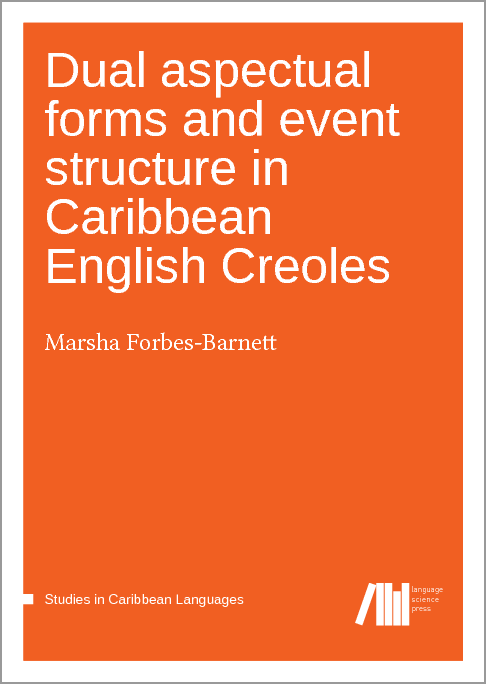 Dual aspectual
forms and event
structure in
Caribbean
English Creoles
Marsha Forbes-Barnett
Studies in Caribbean Languages
language
science
press